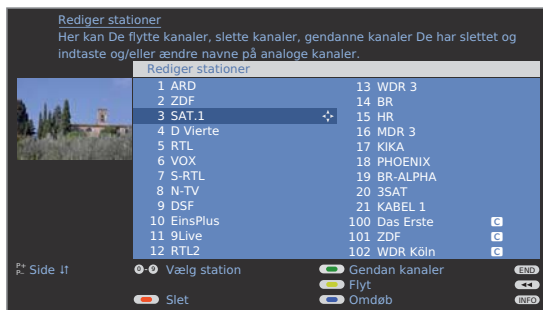 Rediger stationer
Her kan De flytte kanaler, slette kanaler, gendanne kanaler De har slettet og
indtaste og/eller ændre navne på analoge kanaler.
Rediger stationer
1 ARD
2 ZDF
3 SAT.1
4 D Vierte
5 RTL
6 VOX
7 S-RTL
8 N-TV
9 DSF
10 EinsPlus
11 9Live
12 RTL2
13 WDR 3
14 BR
15 HR
16 MDR 3
17 KIKA
18 PHOENIX
19 BR-ALPHA
20 3SAT
21 KABEL 1
100 Das Erste C
101 ZDF C
102 WDR Köln C
P+ P- Side ↓↑
0-9 Vælg station
Gendan kanaler END
Flyt ◄◄
Slet
Omdøb INFO